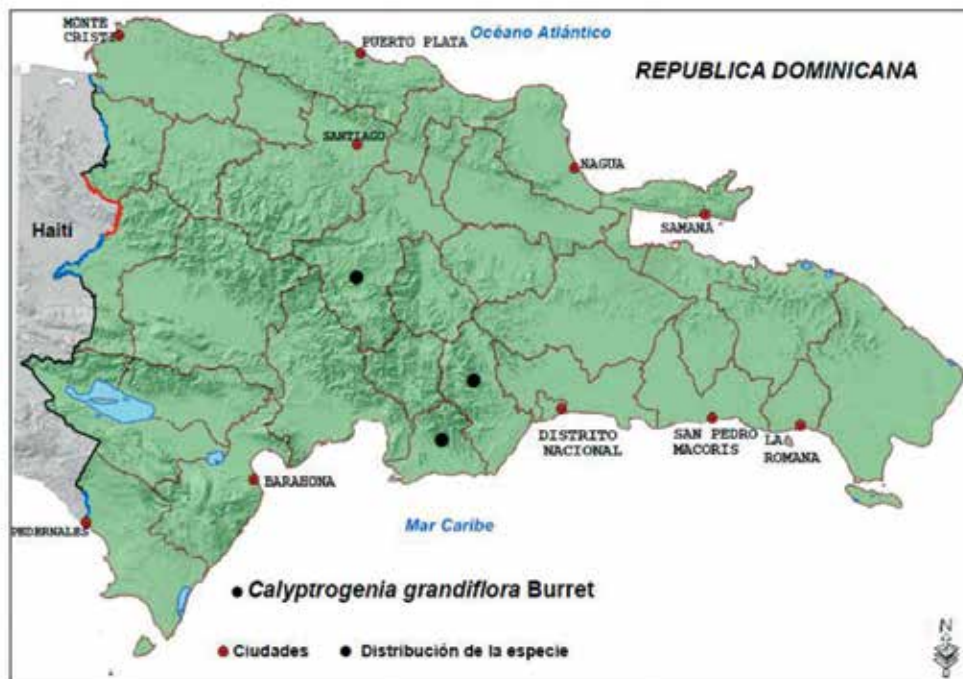 MONTE
CRISTI
PUERTO PLATA
Océano Atlántico
REPUBLICA DOMINICANA
SANTIAGO
NAGUA
SAMANA
Haití
DISTRITO
NACIONAL
SAN PEDRO
MACORIS
LA
ROMANA
BARAHONA
PEDERNALES
Mar Caribe
Calyptrogenia grandiflora Burret
Ciudades
Distribución de la especie
N